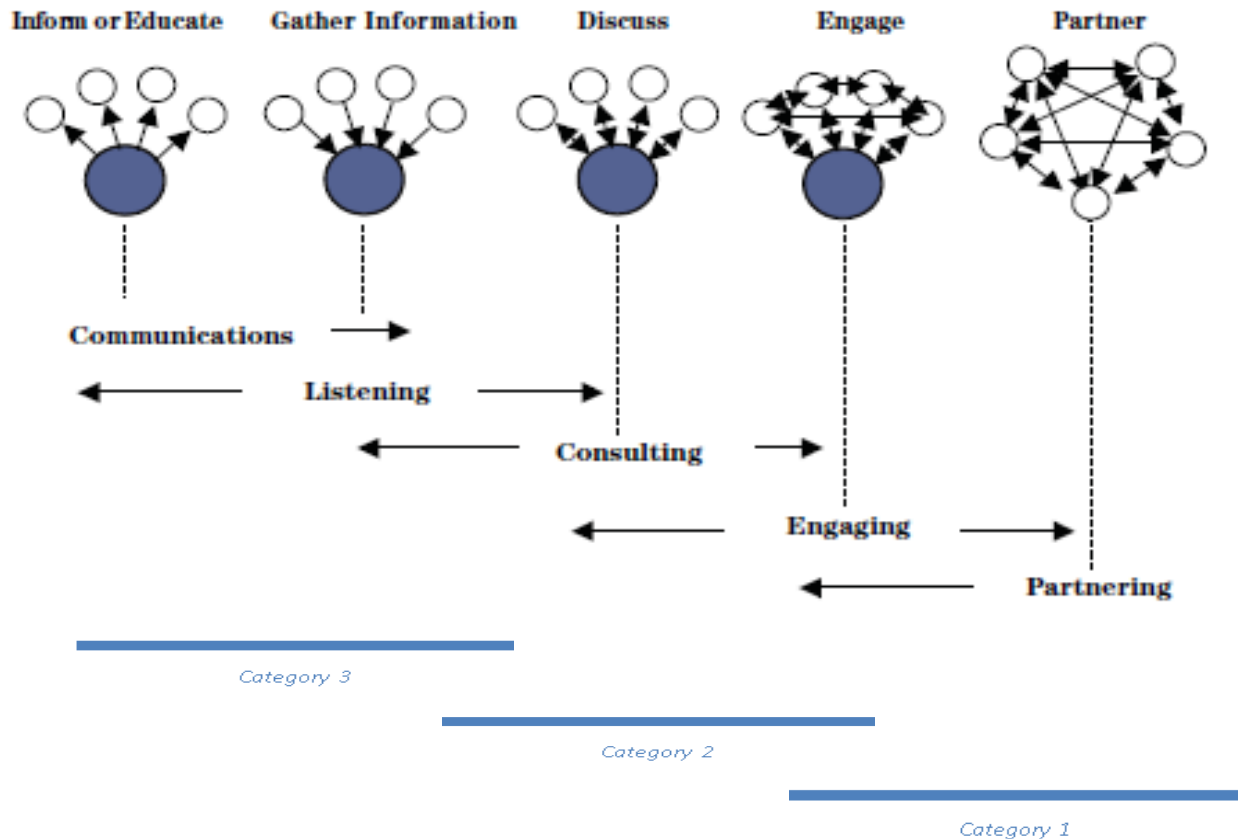 Inform or Educate
Gather Information
Discuss
Engage
Partner
Communications
Listening
Consulting
Engaging
Partnering
Category 3
Category 2
Category 1